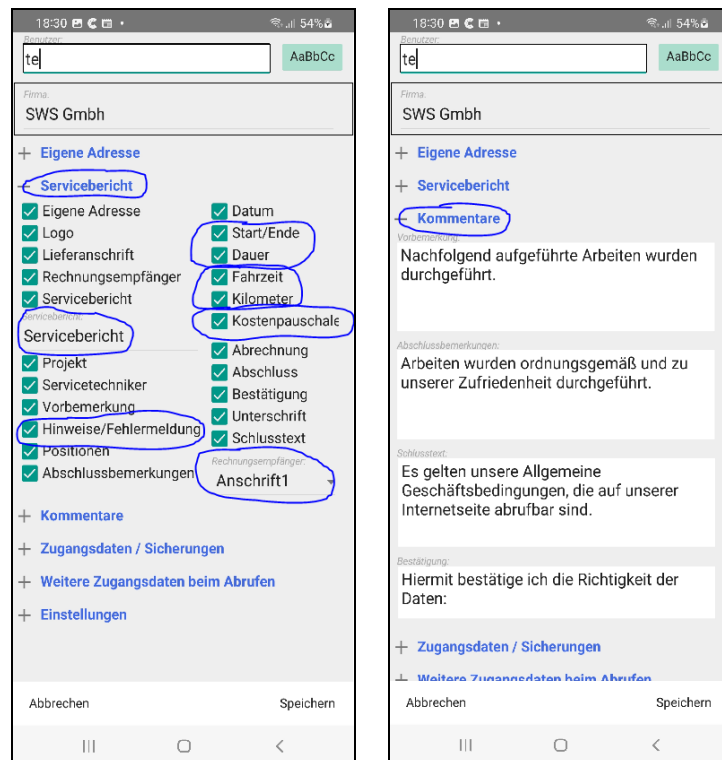 18:30 54%
Benutzer:
te
AaBbCc
Firma.
SWS Gmbh
+ Eigene Adresse
Servicebericht
Eigene Adresse
Logo
Lieferanschrift
Rechnungsempfänger
Servicebericht
Servicebericht:
Servicebericht
Projekt
Servicetechniker
Vorbemerkung
Hinweise/Fehlermeldung
Positionen
Abschlussbemerkungen
Datum
Start/Ende
Dauer
Fahrzeit
Kilometer
Kostenpauschale
Abrechnung
Abschluss
Bestätigung
Unterschrift
Schlusstext
Rechnungsempfänger:
Anschrift1
+ Kommentare
+ Zugangsdaten / Sicherungen
+ Weitere Zugangsdaten beim Abrufen
+ Einstellungen
Abbrechen Speichern
18:30 54%
Benutzer:
te
AaBbCc
Firma.
SWS Gmbh
+ Eigene Adresse
+ Servicebericht
Kommentare
Vorbemerkung:
Nachfolgend aufgeführte Arbeiten wurden
durchgeführt.
Abschlussbemerkungen:
Arbeiten wurden ordnungsgemäß und zu
unserer Zufriedenheit durchgeführt.
Schlusstext:
Es gelten unsere Allgemeine
Geschäftsbedingungen, die auf unserer
Internetseite abrufbar sind.
Bestätigung:
Hiermit bestätige ich die Richtigkeit der
Daten:
+ Zugangsdaten / Sicherungen
+ Weitere Zugangsdaten beim Abrufen
Abbrechen Speichern